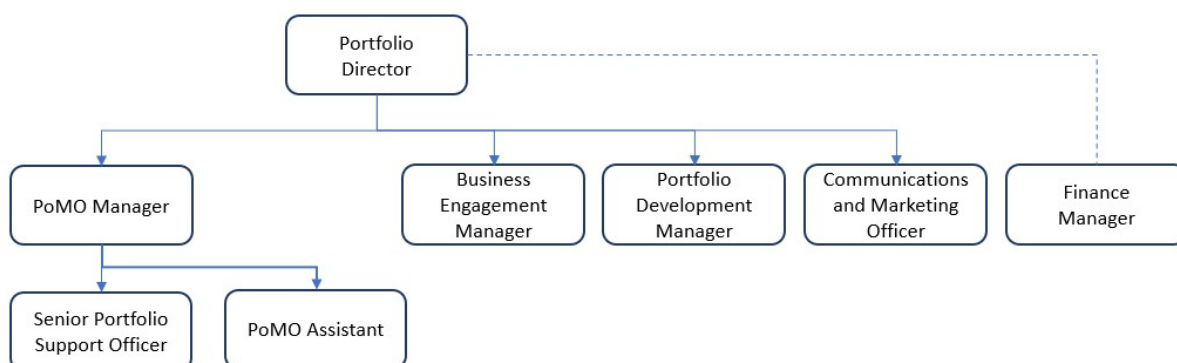 Portfolio
Director
PoMO Manager
Business
Engagement
Manager
Portfolio
Development
Manager
Communications
and Marketing
Officer
Finance
Manager
Senior Portfolio
Support Officer
PoMO Assistant